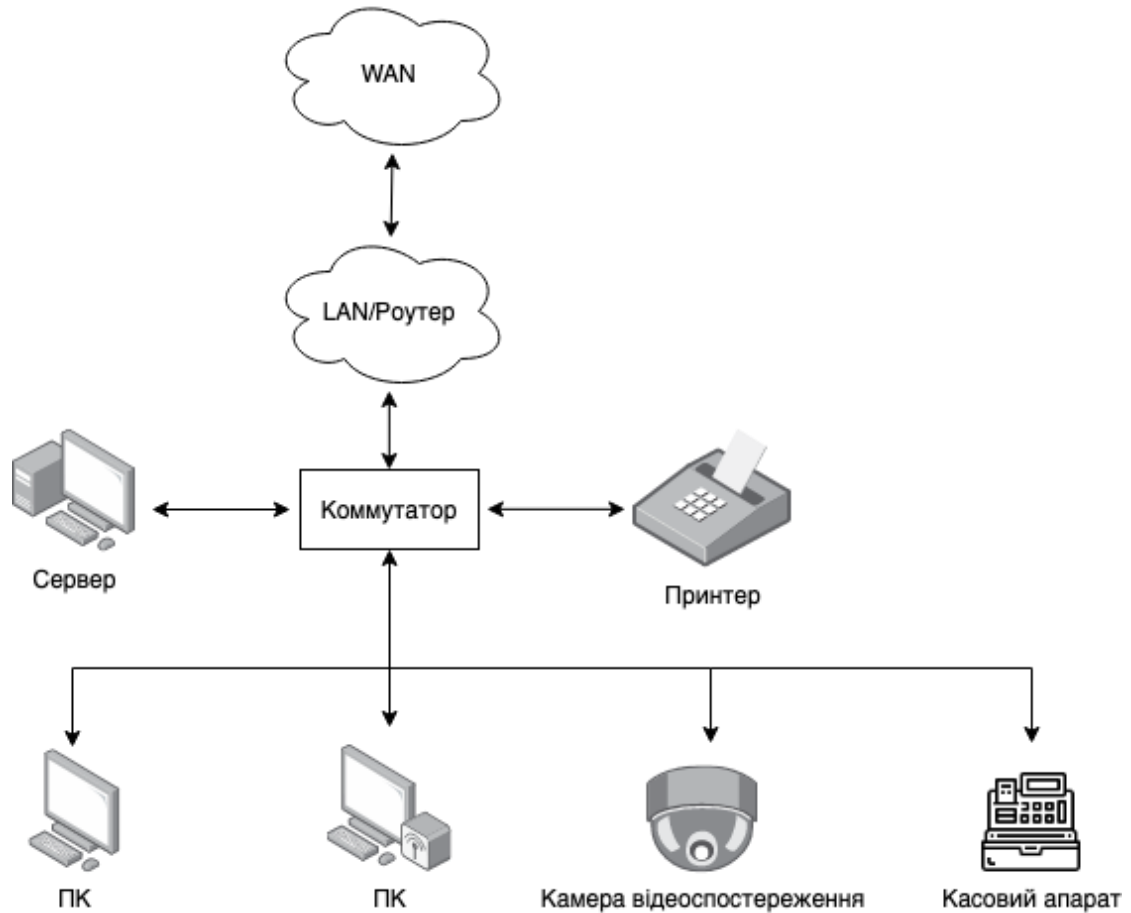 WAN
LAN/Роутер
Коммутатор
Сервер
Принтер
ПК
ПК
Камера відеоспостереження
Касовий апарат